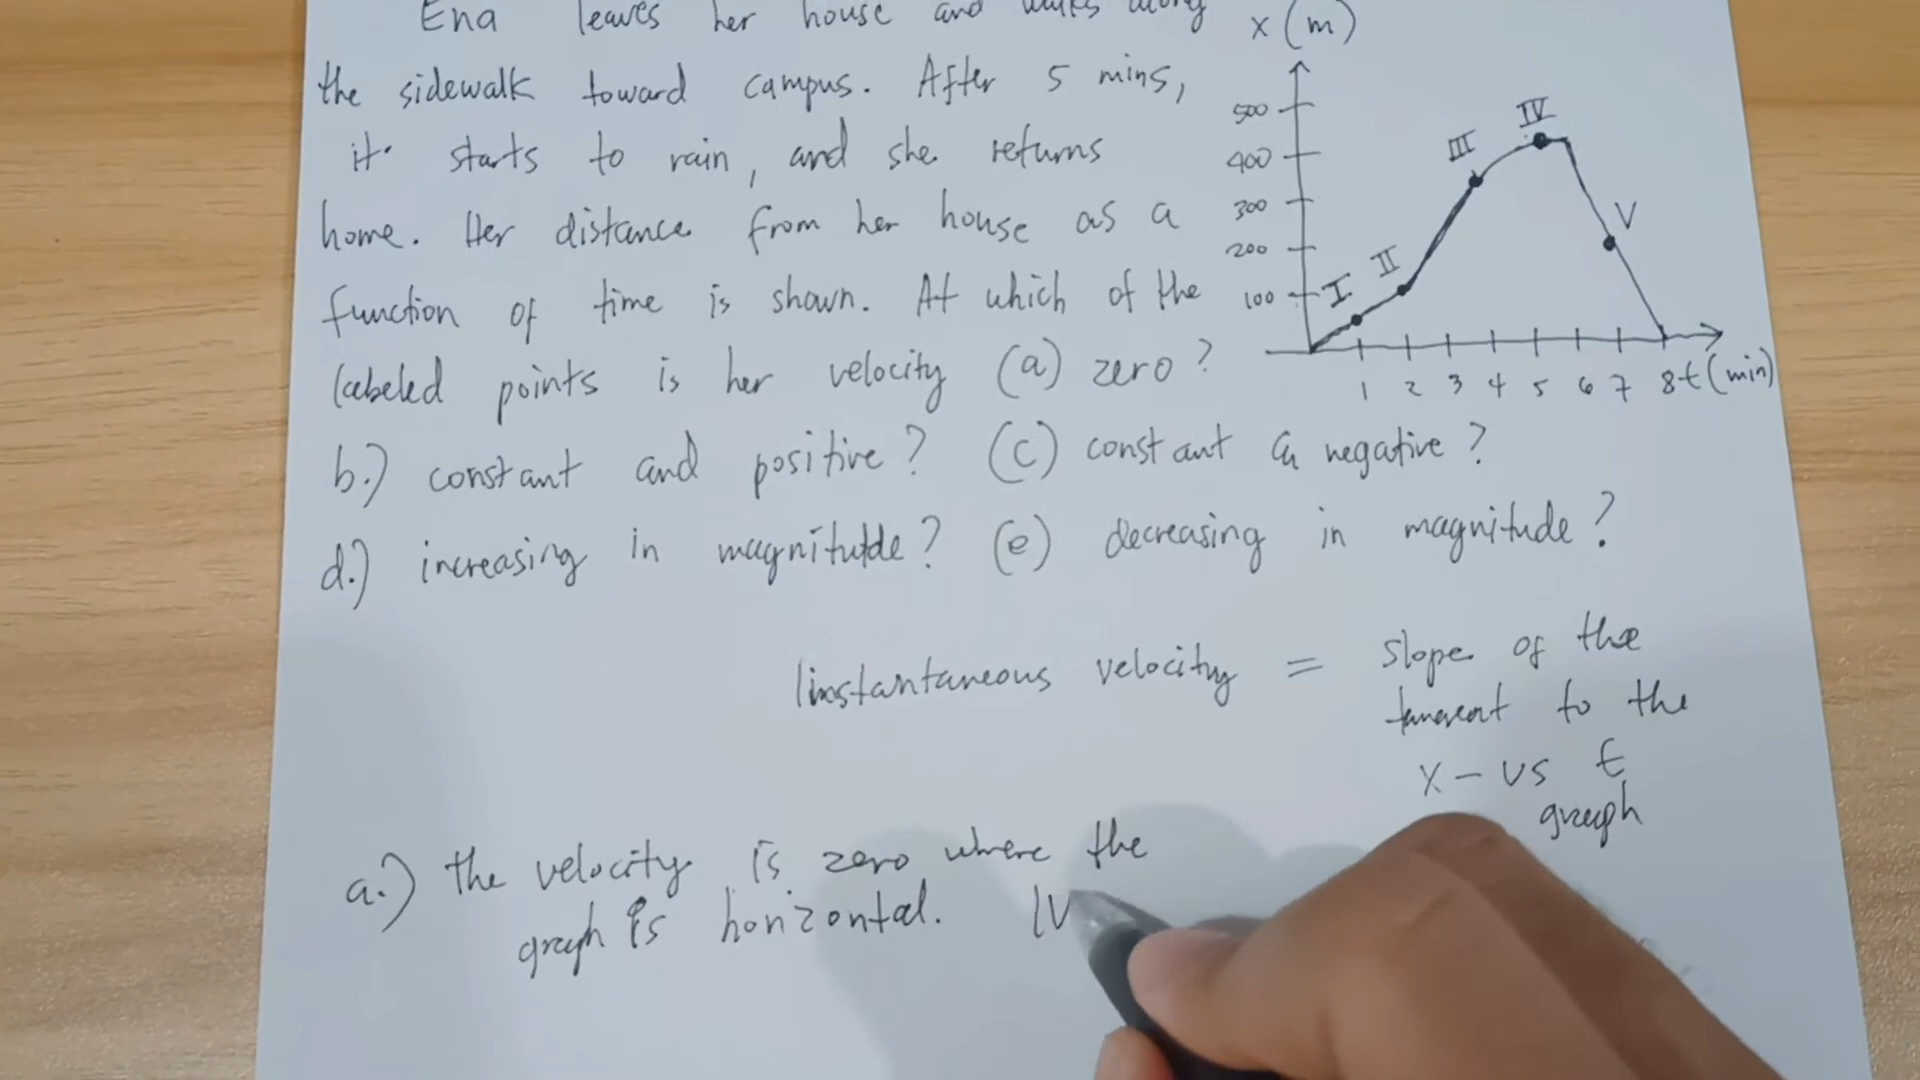 Ena leaves her house and walks along
the sidewalk toward campus. After 5 mins,
it starts to rain, and she returns
home. Her distance from her house as a
function of time is shown. At which of the
labeled points is her velocity (a) zero?
b.) constant and positive? (c) constant & negative?
d.) increasing in magnitude? (e) decreasing in magnitude?
x (m)
500
400
300
200
100
I
II
III
IV
V
1 2 3 4 5 6 7 8 t (min)
instantaneous velocity = slope of the
tangent to the
x - vs t
graph
a.) the velocity is zero where the
graph is horizontal. IV